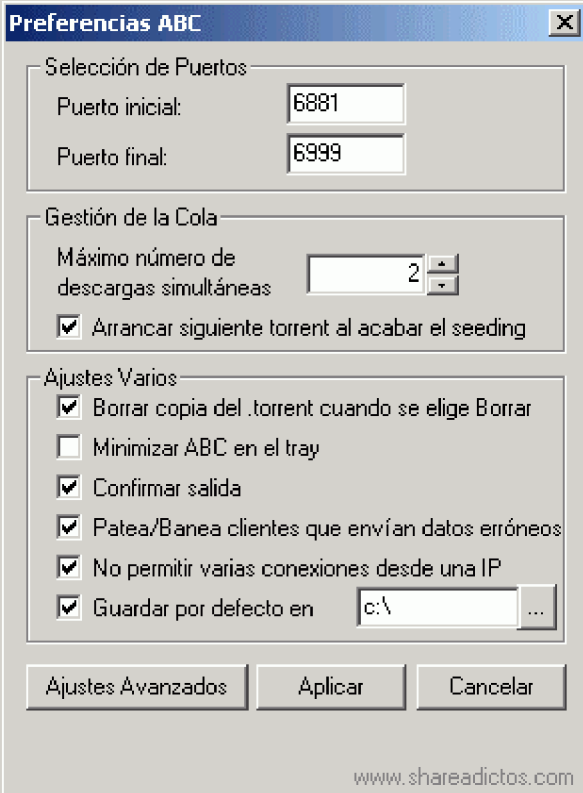 Preferencias ABC
Selección de Puertos
Puerto inicial: 6881
Puerto final: 6999
Gestión de la Cola
Máximo número de
descargas simultáneas 2
Arrancar siguiente torrent al acabar el seeding
Ajustes Varios
Borrar copia del .torrent cuando se elige Borrar
Minimizar ABC en el tray
Confirmar salida
Patea/Banea clientes que envían datos erróneos
No permitir varias conexiones desde una IP
Guardar por defecto en c:\ ...
Ajustes Avanzados Aplicar Cancelar
www.shareadictos.com